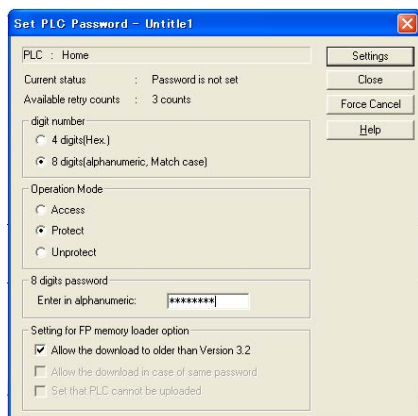 Set PLC Password - Untitle1
PLC : Home
Settings
Current status : Password is not set
Close
Available retry counts : 3 counts
Force Cancel
digit number
Help
4 digits(Hex.)
8 digits(alphanumeric, Match case)
Operation Mode
Access
Protect
Unprotect
8 digits password
Enter in alphanumeric: ********
Setting for FP memory loader option
Allow the download to older than Version 3.2
Allow the download in case of same password
Set that PLC cannot be uploaded